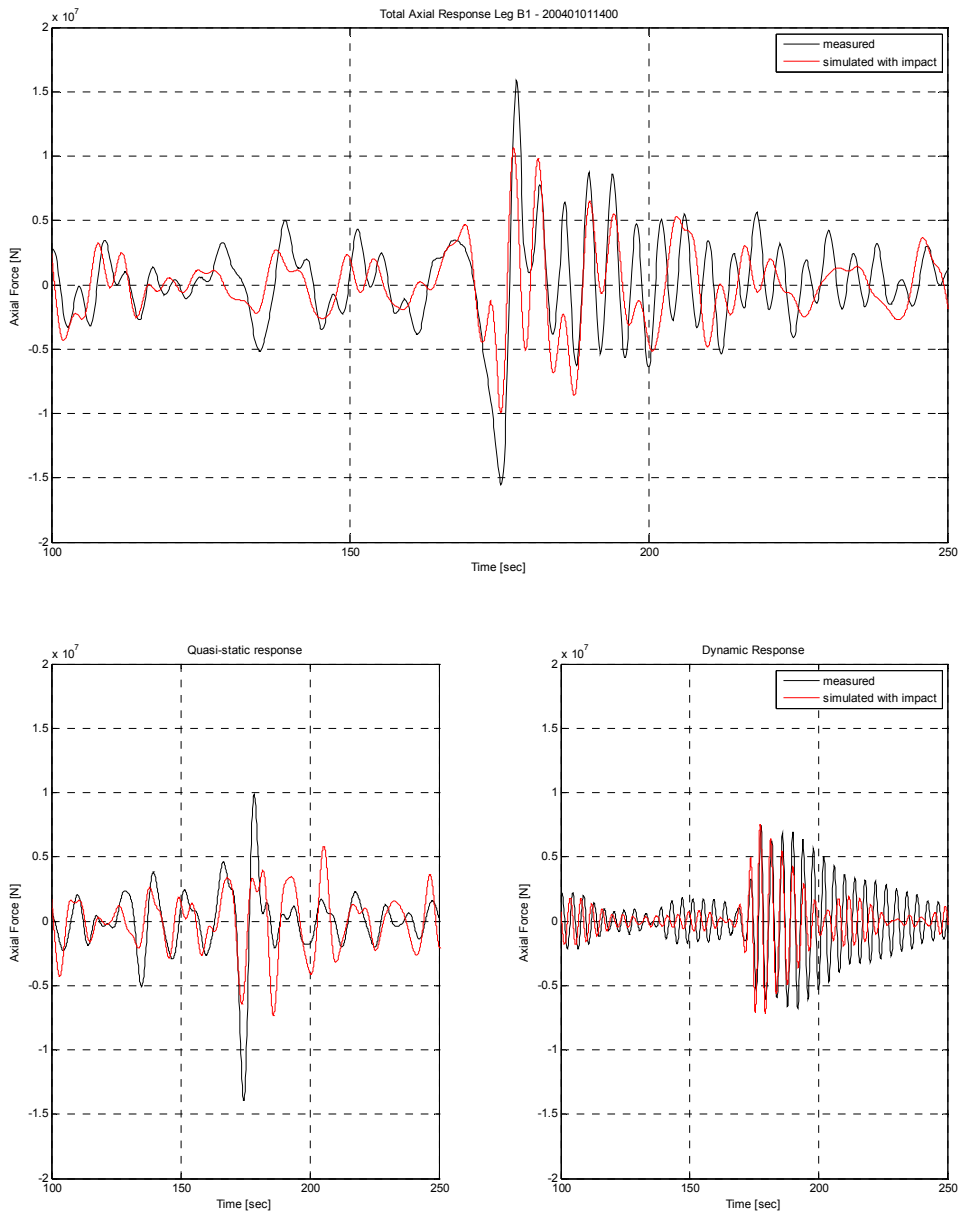 Total Axial Response Leg B1 - 200401011400
x 10^7
2
1.5
1
0.5
0
-0.5
-1
-1.5
-2
Axial Force [N]
100 150 200 250
Time [sec]
measured
simulated with impact
Quasi-static response
x 10^7
2
1.5
1
0.5
0
-0.5
-1
-1.5
-2
Axial Force [N]
100 150 200 250
Time [sec]
Dynamic Response
x 10^7
2
1.5
1
0.5
0
-0.5
-1
-1.5
-2
Axial Force [N]
100 150 200 250
Time [sec]
measured
simulated with impact